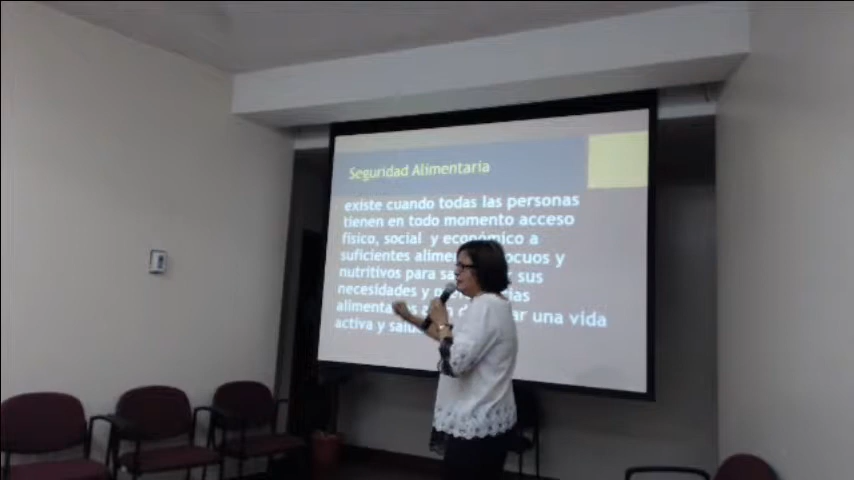 Seguridad Alimentaria
existe cuando todas las personas
tienen en todo momento acceso
físico, social y económico a
suficientes y
nutritivos para sus
necesidades y
una vida
activa y